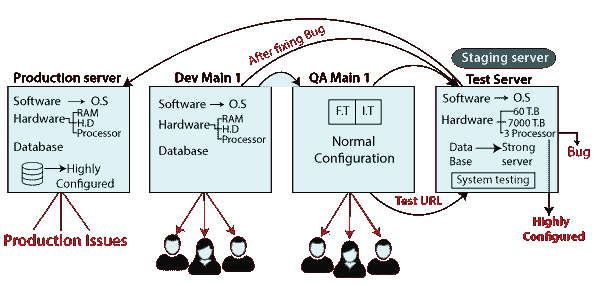 After fixing Bug
Staging server
Production server
Dev Main 1
QA Main 1
Test Server
Software → O.S
Hardware
RAM
H.D
Processor
Database
Highly
Configured
Production Issues
Software → O.S
Hardware
RAM
H.D
Processor
Database
F.T
I.T
Normal
Configuration
Test URL
Software → O.S
Hardware
60 T.B
7000 T.B
3 Processor
Data → Strong
Base server
System testing
Bug
Highly
Configured